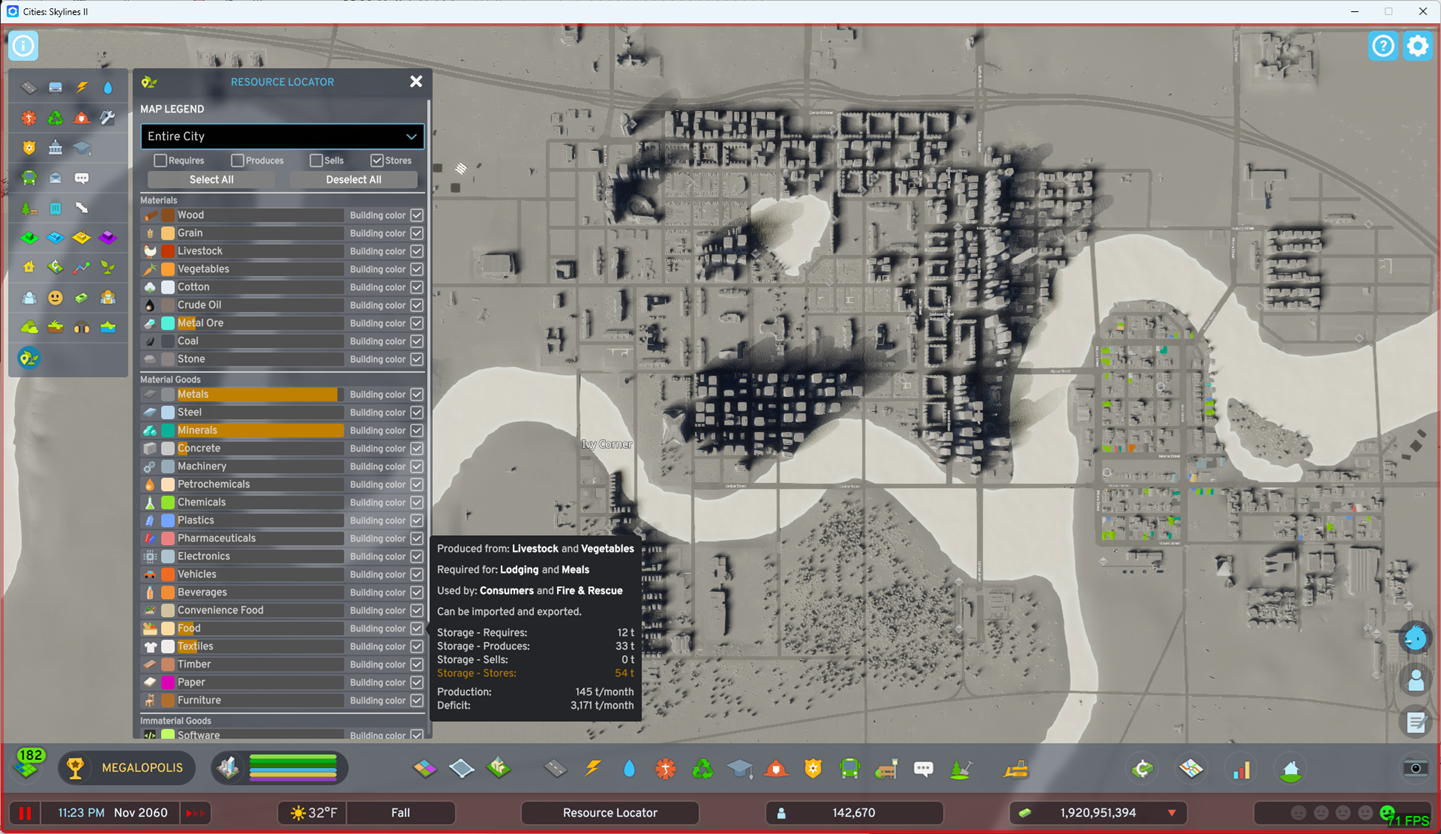 Cities: Skylines II
RESOURCE LOCATOR
MAP LEGEND
Entire City
Requires Produces Sells Stores
Select All Deselect All
Materials
Wood Building color
Grain Building color
Livestock Building color
Vegetables Building color
Cotton Building color
Crude Oil Building color
Metal Ore Building color
Coal Building color
Stone Building color
Material Goods
Metals Building color
Steel Building color
Minerals Building color
Concrete Building color
Machinery Building color
Petrochemicals Building color
Chemicals Building color
Plastics Building color
Pharmaceuticals Building color
Electronics Building color
Vehicles Building color
Beverages Building color
Convenience Food Building color
Food Building color
Textiles Building color
Timber Building color
Paper Building color
Furniture Building color
Immaterial Goods
Software Building color
Ivy Corner
Produced from: Livestock and Vegetables
Required for: Lodging and Meals
Used by: Consumers and Fire & Rescue
Can be imported and exported.
Storage - Requires: 12 t
Storage - Produces: 33 t
Storage - Sells: 0 t
Storage - Stores: 54 t
Production: 145 t/month
Deficit: 3,171 t/month
182
MEGALOPOLIS
11:23 PM Nov 2060
32°F
Fall
Resource Locator
142,670
1,920,951,394
71 FPS